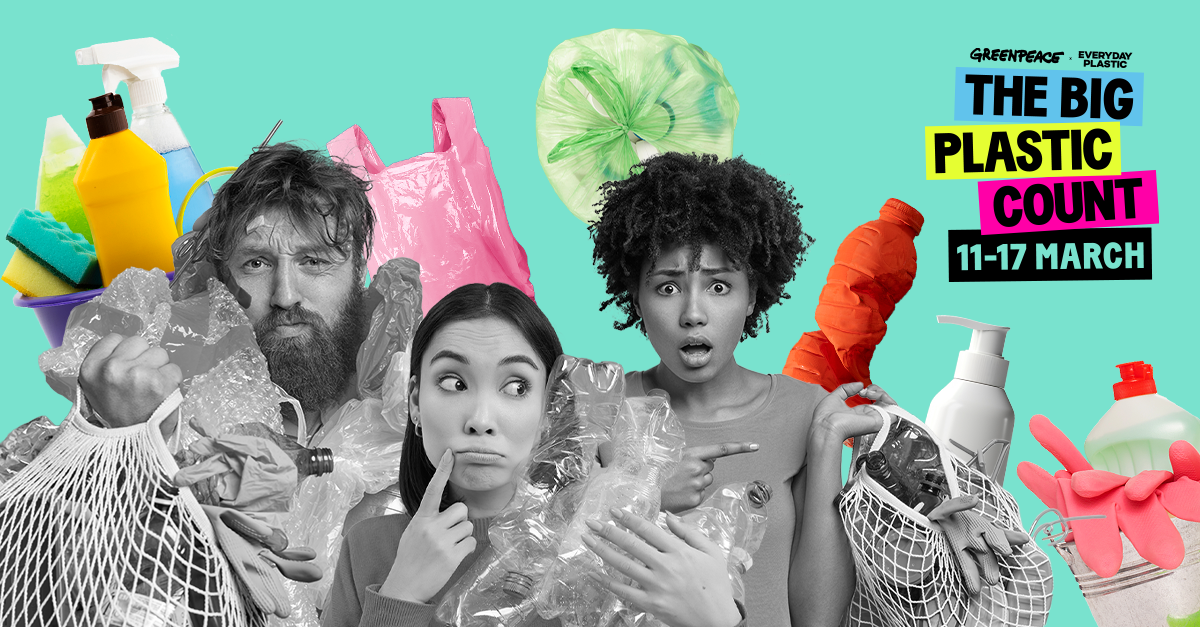 GREENPEACE x EVERYDAY PLASTIC
THE BIG
PLASTIC
COUNT
11-17 MARCH